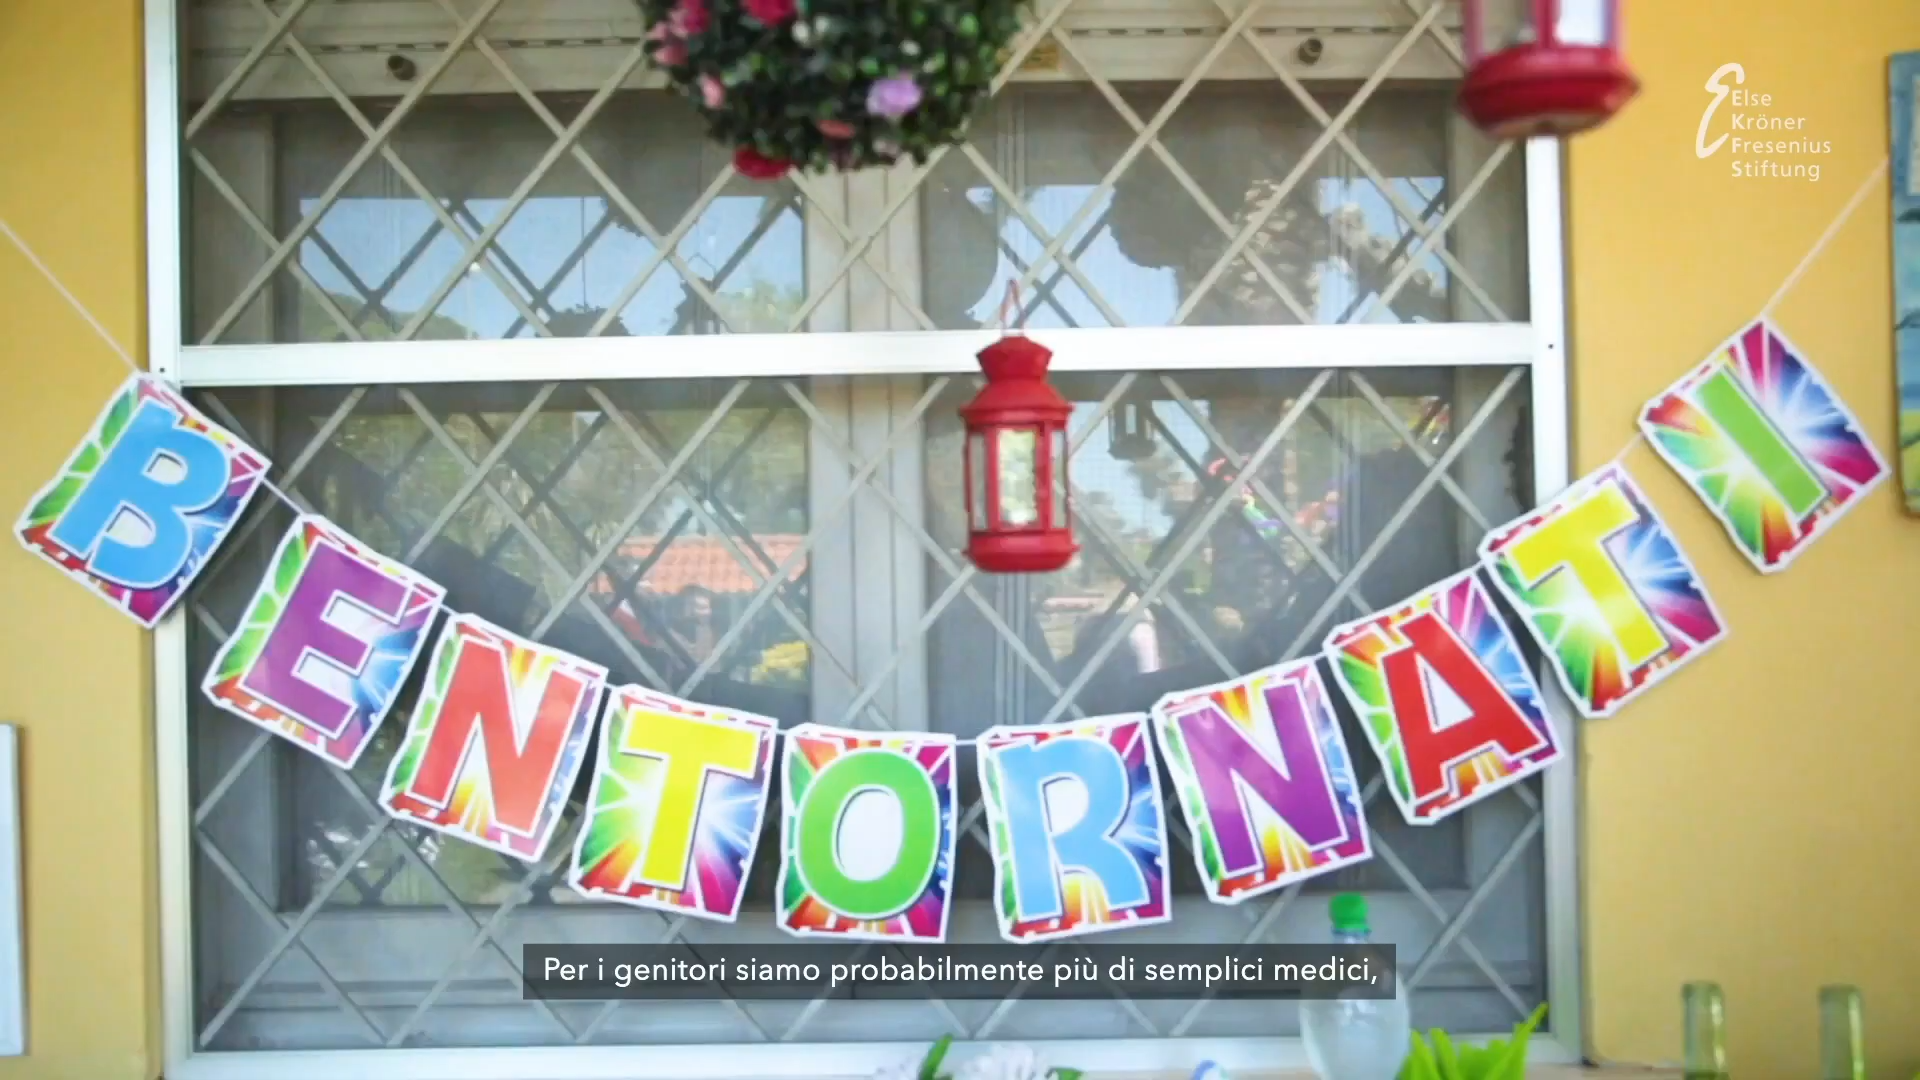 Else
Kröner
Fresenius
Stiftung
BENTORNATI
Per i genitori siamo probabilmente più di semplici medici,